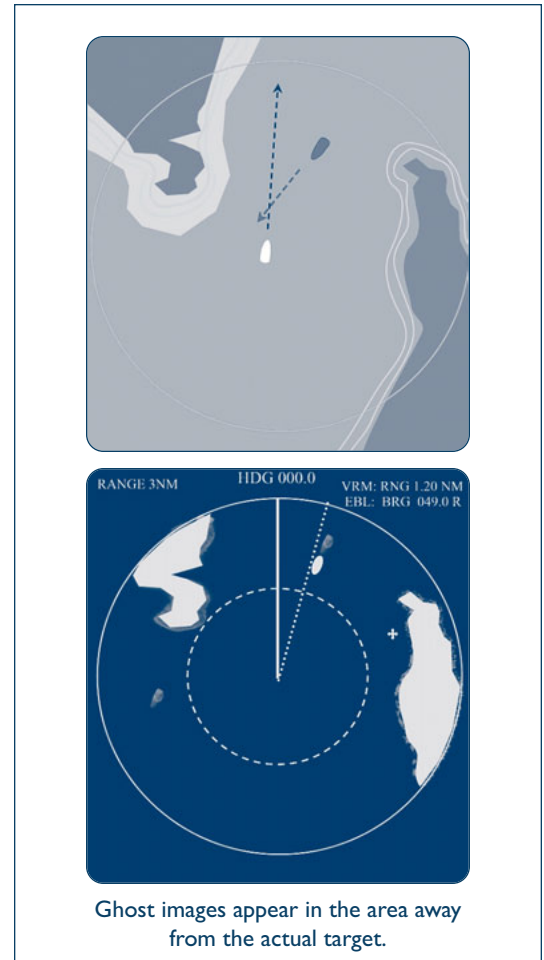 RANGE 3NM
HDG 000.0
VRM: RNG 1.20 NM
EBL: BRG 049.0 R
Ghost images appear in the area away
from the actual target.